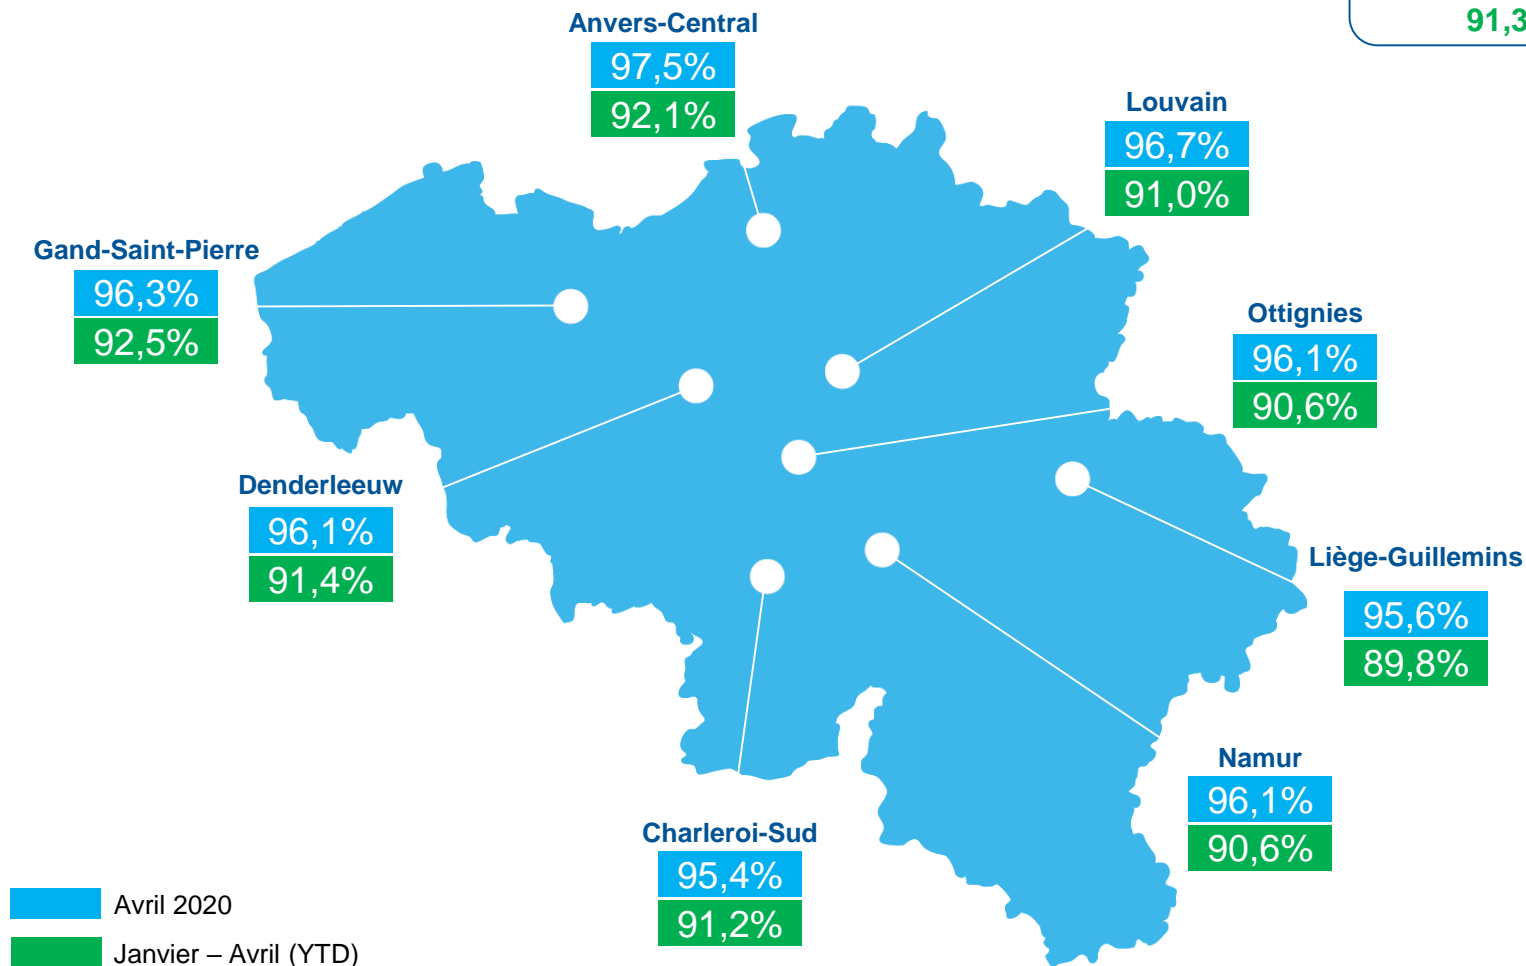 91,3
Anvers-Central
97,5%
92,1%
Louvain
96,7%
91,0%
Gand-Saint-Pierre
96,3%
92,5%
Ottignies
96,1%
90,6%
Denderleeuw
96,1%
91,4%
Liège-Guillemins
95,6%
89,8%
Namur
96,1%
90,6%
Charleroi-Sud
95,4%
91,2%
Avril 2020
Janvier – Avril (YTD)